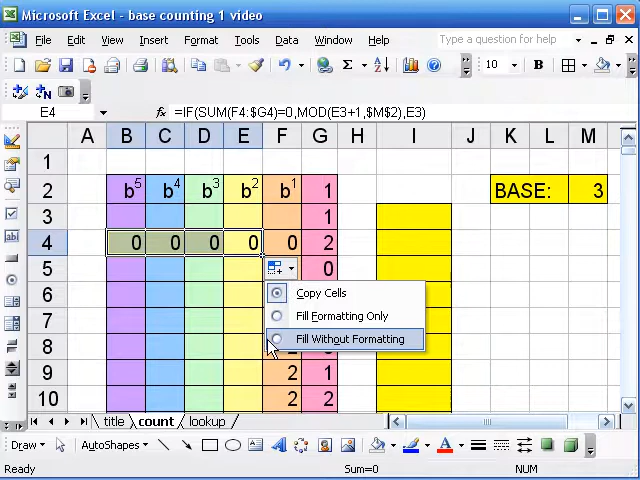 Microsoft Excel - base counting 1 video
File Edit View Insert Format Tools Data Window Help Type a question for help
10 B
E4 fx =IF(SUM(F4:$G4)=0,MOD(E3+1,$M$2),E3)
A B C D E F G H I J K L M
1
2 b5 b4 b3 b2 b1 1 BASE: 3
3 1
4 0 0 0 0 0 2
5 0
6
7
8 2 0
9 2 1
10 2 2
Copy Cells
Fill Formatting Only
Fill Without Formatting
title count lookup
Draw AutoShapes
Ready Sum=0 NUM